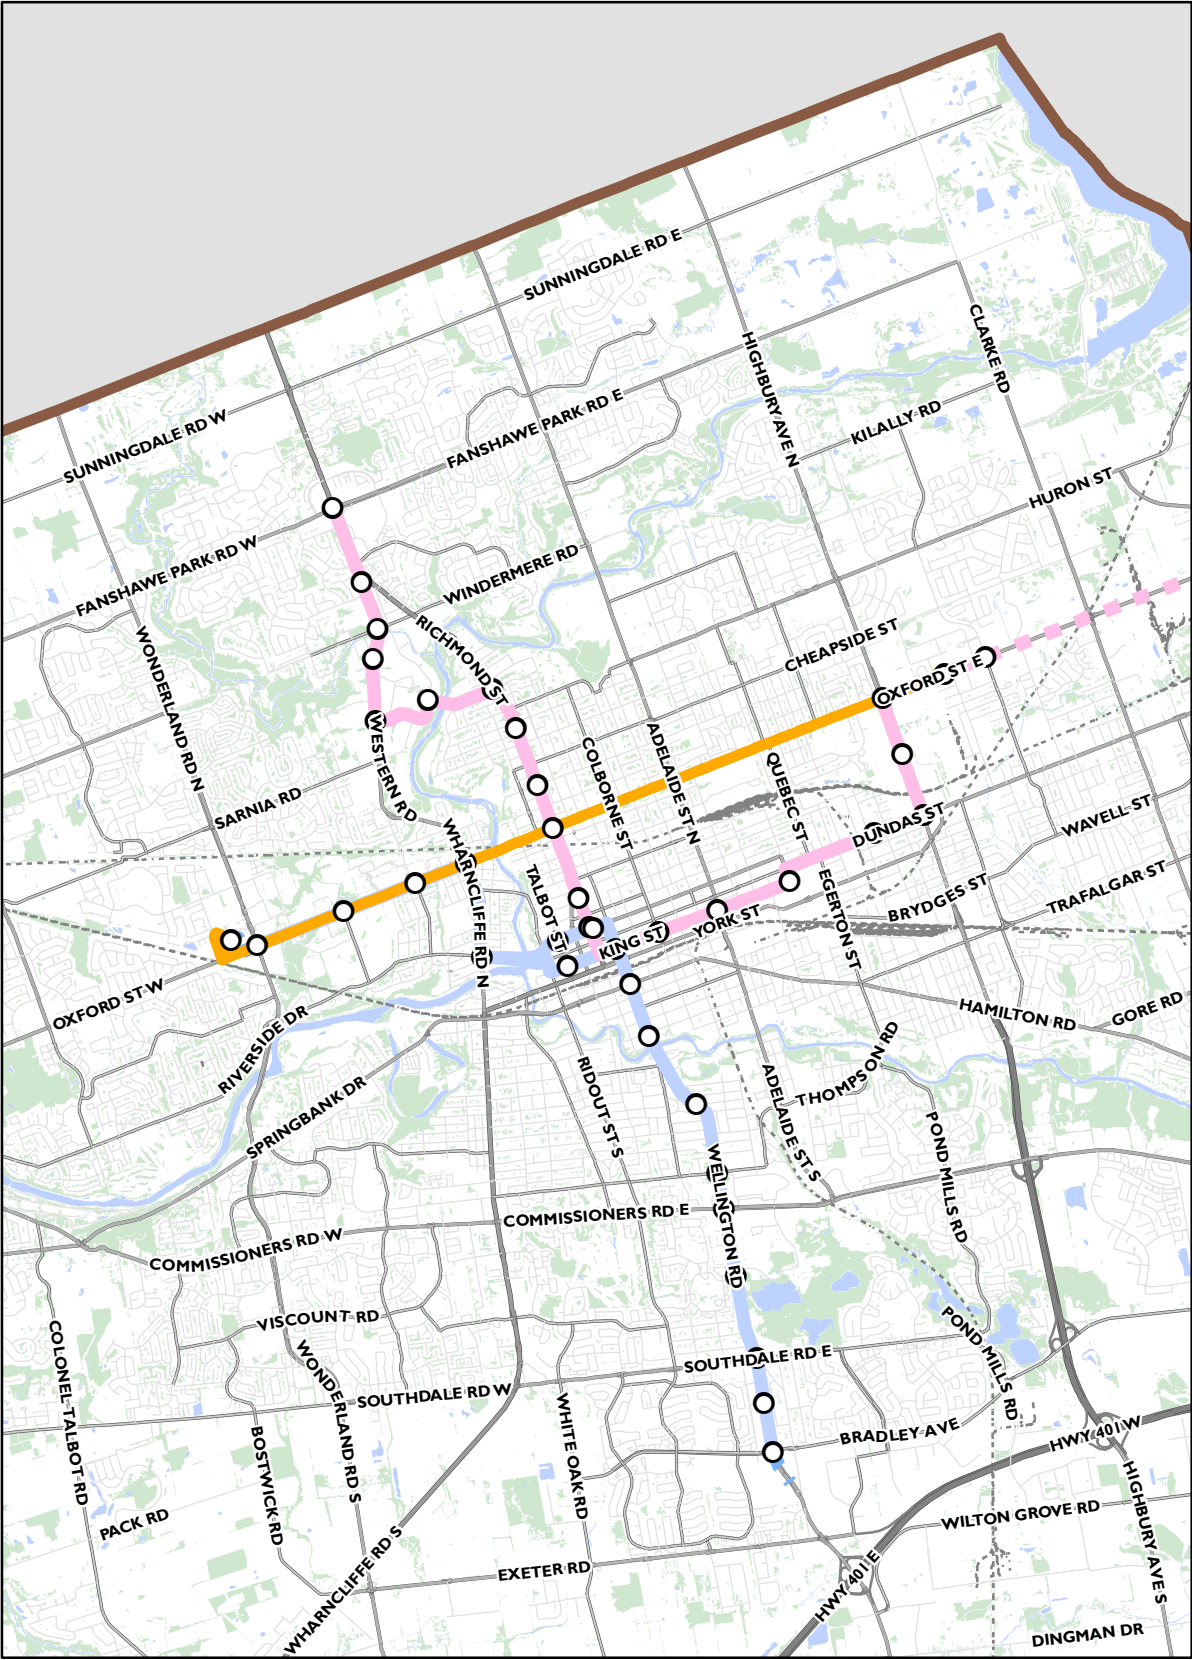 SUNNINGDALE RD E
CLARKE RD
HIGHBURY AVE N
SUNNINGDALE RD W
FANSHAWE PARK RD E
KILALLY RD
HURON ST
FANSHAWE PARK RD W
WINDERMERE RD
RICHMOND ST
CHEAPSIDE ST
WONDERLAND RD N
OXFORD ST E
WESTERN RD
COLBORNE ST
ADELAIDE ST N
QUEBEC ST
SARNIA RD
DUNDAS ST
WAVELL ST
WHARNCLIFFE RD N
TALBOT ST
EGERTON ST
BRYDGES ST
TRAFALGAR ST
KING ST
YORK ST
OXFORD ST W
RIVERSIDE DR
HAMILTON RD
GORE RD
SPRINGBANK DR
RIDOUT ST S
ADELAIDE ST S
THOMPSON RD
POND MILLS RD
WELLINGTON RD
COMMISSIONERS RD E
COMMISSIONERS RD W
VISCOUNT RD
POND MILLS RD
COLONEL TALBOT RD
WONDERLAND RD S
SOUTHDALE RD E
SOUTHDALE RD W
WHITE OAK RD
BRADLEY AVE
HWY 401 W
BOSTWICK RD
PACK RD
WILTON GROVE RD
HIGHBURY AVE S
WHARNCLIFFE RD S
EXETER RD
HWY 401 E
DINGMAN DR